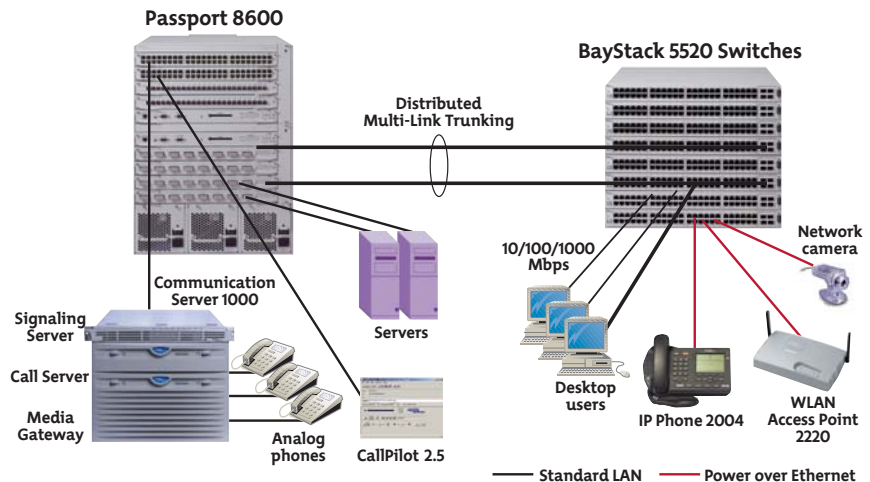 Passport 8600
BayStack 5520 Switches
Distributed
Multi-Link Trunking
Network
camera
10/100/1000
Mbps
Communication
Server 1000
Signaling
Server
Servers
Call Server
Desktop
users
IP Phone 2004
WLAN
Access Point
2220
Media
Gateway
Analog
phones
CallPilot 2.5
Standard LAN
Power over Ethernet